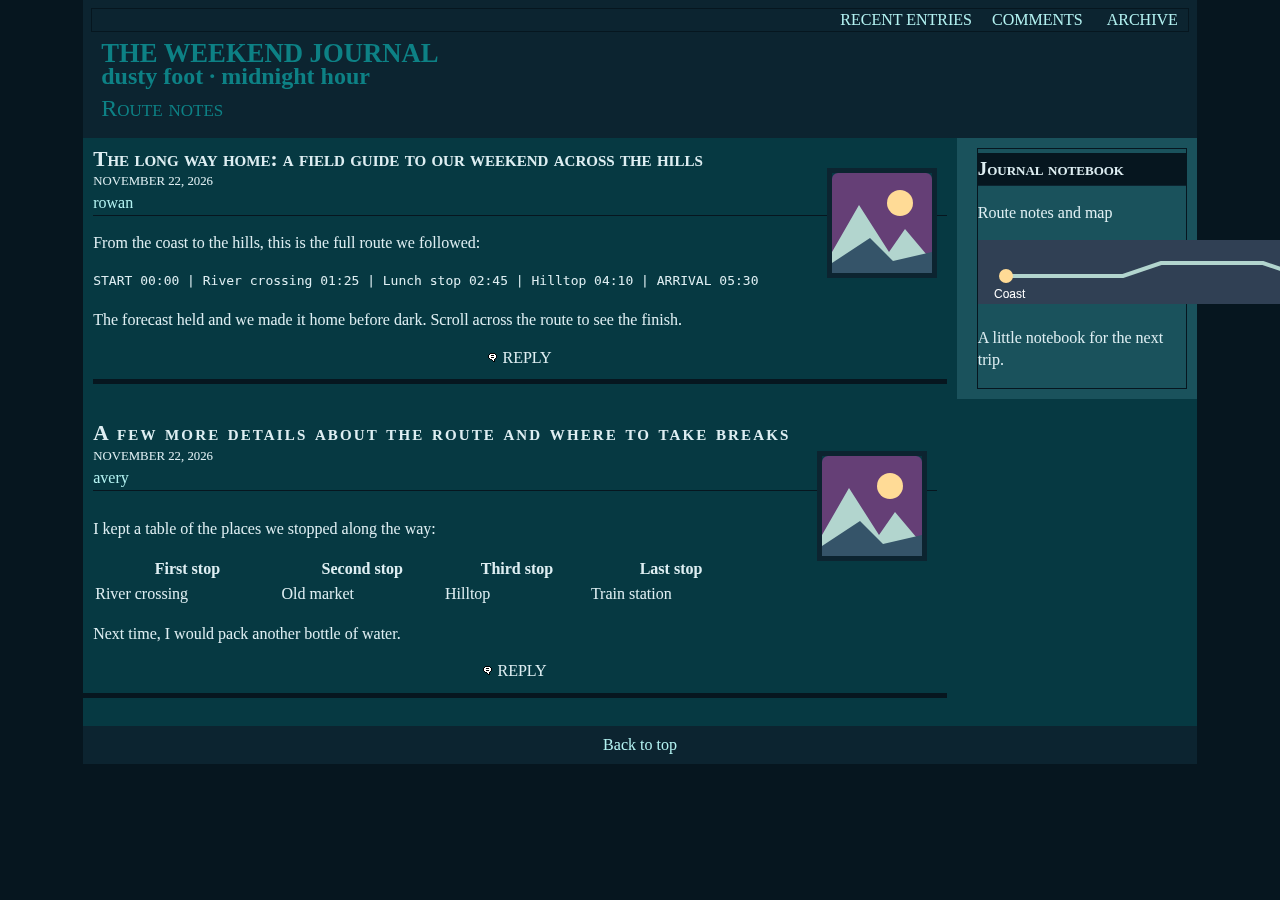 RECENT ENTRIES COMMENTS ARCHIVE
THE WEEKEND JOURNAL
dusty foot · midnight hour
Route notes
The long way home: a field guide to our weekend across the hills
NOVEMBER 22, 2026
rowan
From the coast to the hills, this is the full route we followed:
START 00:00 | River crossing 01:25 | Lunch stop 02:45 | Hilltop 04:10 | ARRIVAL 05:30
The forecast held and we made it home before dark. Scroll across the route to see the finish.
REPLY
A few more details about the route and where to take breaks
NOVEMBER 22, 2026
avery
I kept a table of the places we stopped along the way:
First stop Second stop Third stop Last stop
River crossing Old market Hilltop Train station
Next time, I would pack another bottle of water.
REPLY
Journal notebook
Route notes and map
Coast
A little notebook for the next
trip.
Back to top